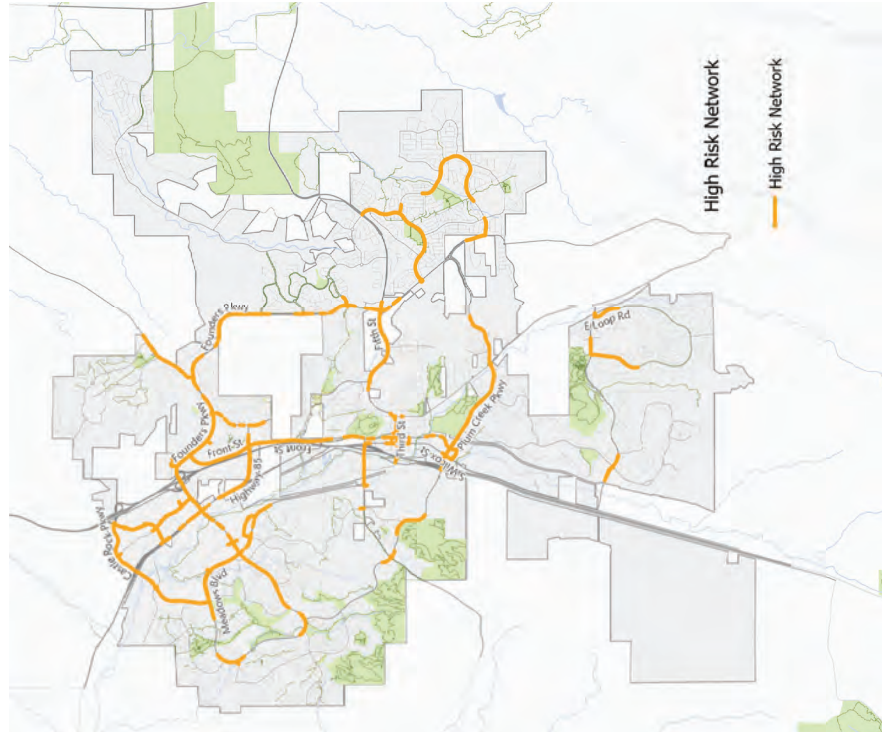 High Risk Network
High Risk Network
Founders Pkwy
Fifth St
Founders Pkwy
Front St
Front St
Highway 85
Castle Rock Pkwy
Meadows Blvd
Third St
S Wilcox St
Plum Creek Pkwy
E Loop Rd